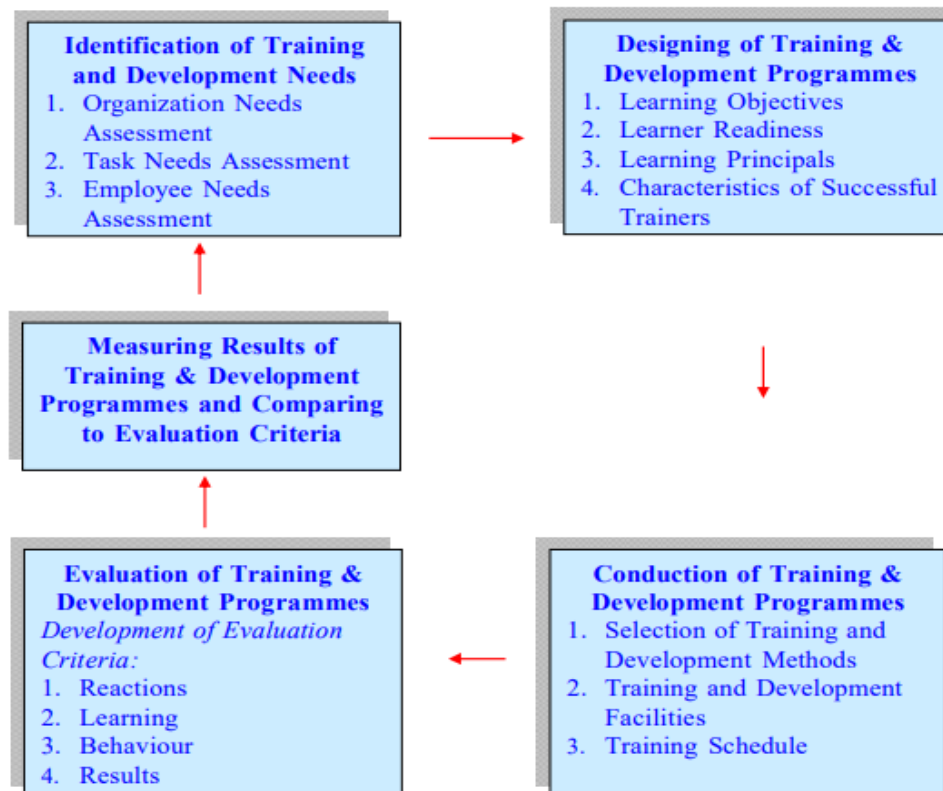 Identification of Training
and Development Needs
1. Organization Needs
Assessment
2. Task Needs Assessment
3. Employee Needs
Assessment
Designing of Training &
Development Programmes
1. Learning Objectives
2. Learner Readiness
3. Learning Principals
4. Characteristics of Successful
Trainers
Measuring Results of
Training & Development
Programmes and Comparing
to Evaluation Criteria
Evaluation of Training &
Development Programmes
Development of Evaluation
Criteria:
1. Reactions
2. Learning
3. Behaviour
4. Results
Conduction of Training &
Development Programmes
1. Selection of Training and
Development Methods
2. Training and Development
Facilities
3. Training Schedule